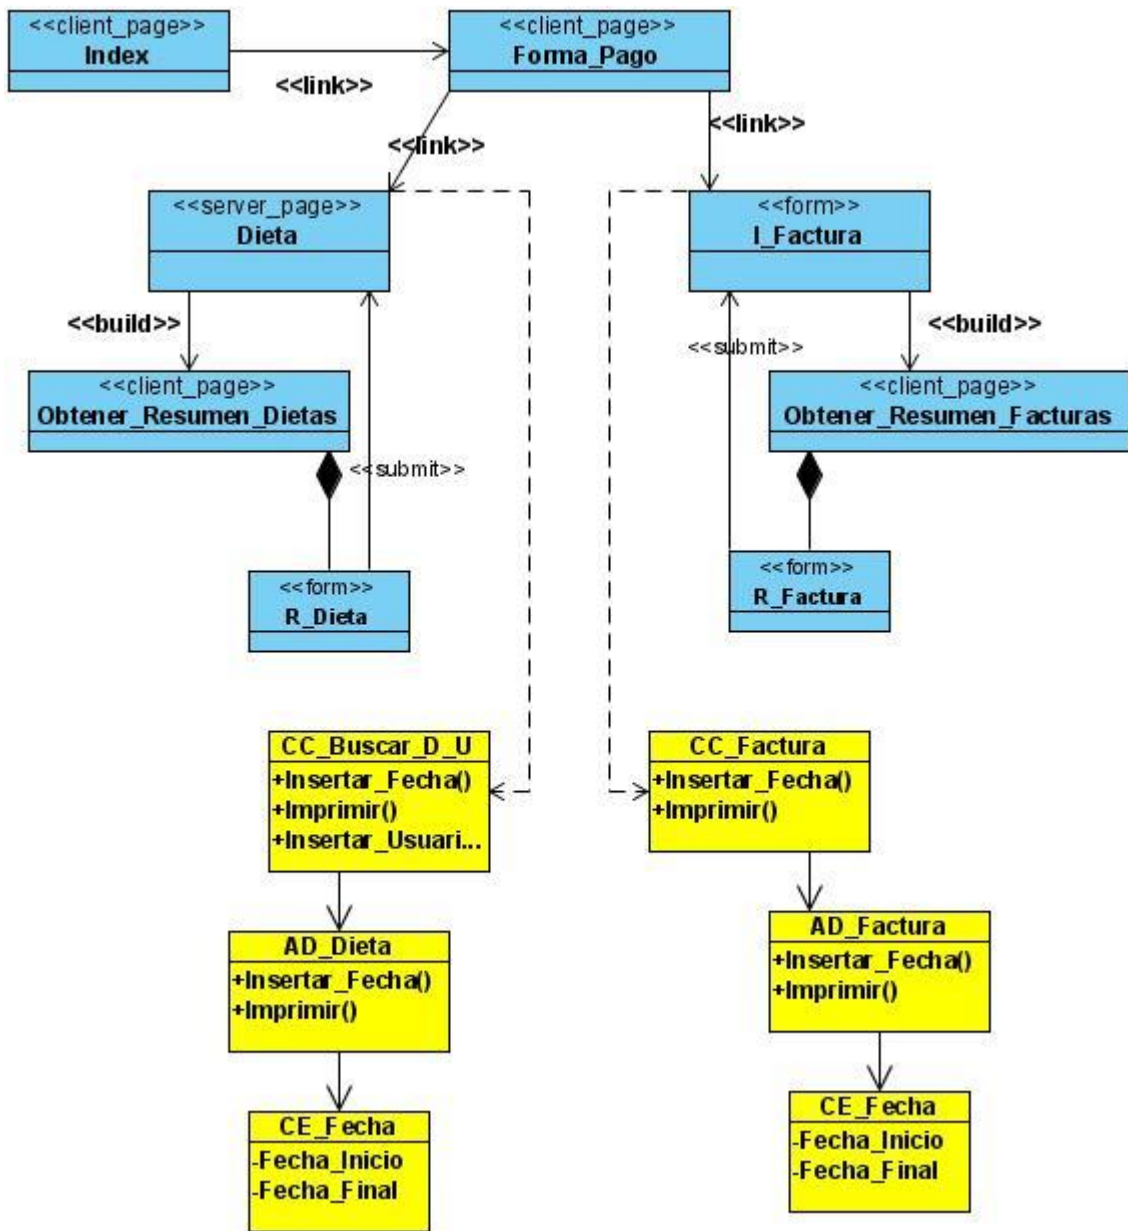 <<client_page>>
Index
<<client_page>>
Forma_Pago
<<link>>
<<link>>
<<link>>
<<server_page>>
Dieta
<<form>>
I_Factura
<<build>>
<<build>>
<<submit>>
<<client_page>>
Obtener_Resumen_Dietas
<<client_page>>
Obtener_Resumen_Facturas
<<submit>>
<<form>>
R_Dieta
<<form>>
R_Factura
CC_Buscar_D_U
+Insertar_Fecha()
+Imprimir()
+Insertar_Usuari...
CC_Factura
+Insertar_Fecha()
+Imprimir()
AD_Dieta
+Insertar_Fecha()
+Imprimir()
AD_Factura
+Insertar_Fecha()
+Imprimir()
CE_Fecha
-Fecha_Inicio
-Fecha_Final
CE_Fecha
-Fecha_Inicio
-Fecha_Final